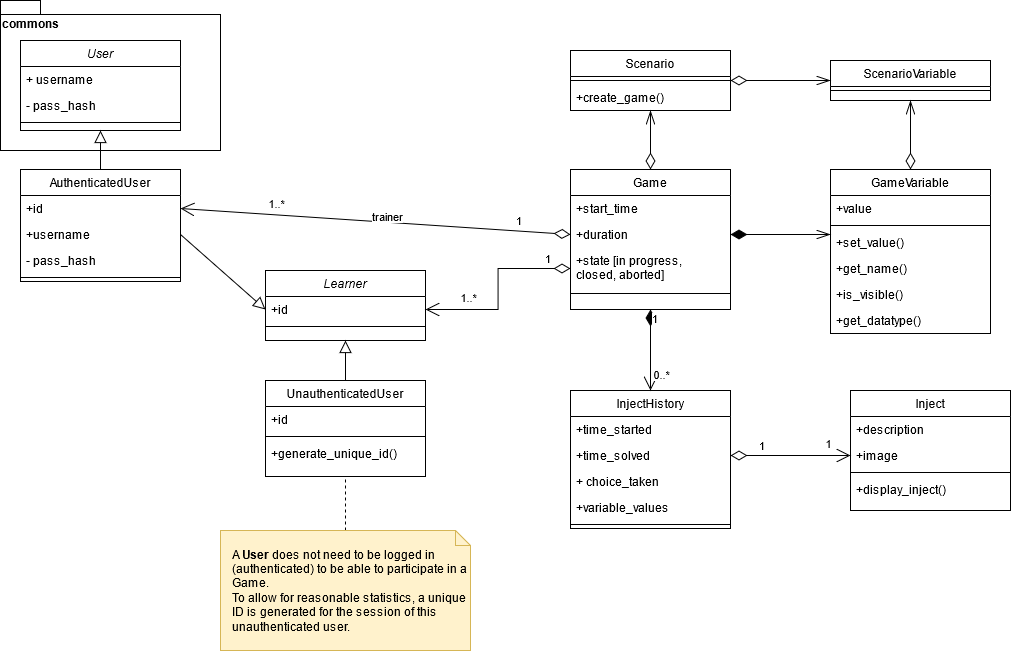 commons
User
+ username
- pass_hash
AuthenticatedUser
+id
+username
- pass_hash
Learner
+id
UnauthenticatedUser
+id
+generate_unique_id()
A User does not need to be logged in
(authenticated) to be able to participate in a
Game.
To allow for reasonable statistics, a unique
ID is generated for the session of this
unauthenticated user.
1..*
trainer
1
1
1..*
Scenario
+create_game()
ScenarioVariable
Game
+start_time
+duration
+state [in progress,
closed, aborted]
GameVariable
+value
+set_value()
+get_name()
+is_visible()
+get_datatype()
1
0..*
InjectHistory
+time_started
+time_solved
+ choice_taken
+variable_values
1
1
Inject
+description
+image
+display_inject()